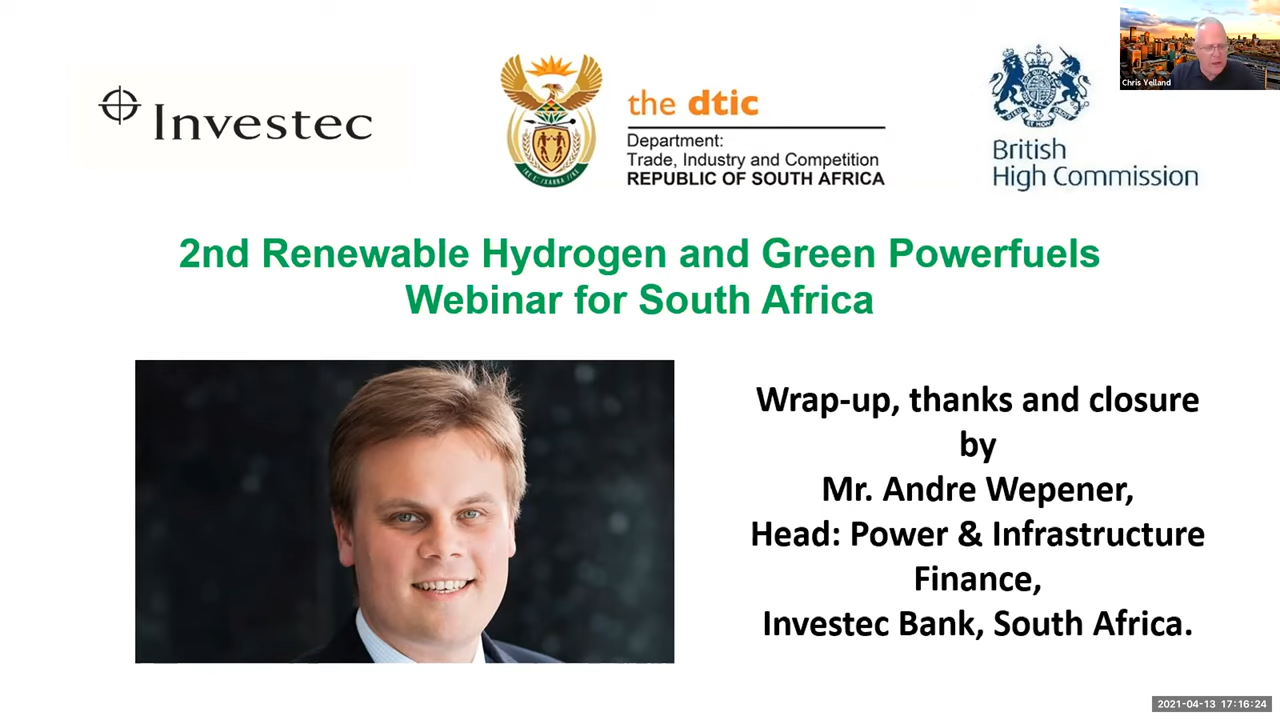 Chris Yelland
Investec
the dtic
Department:
Trade, Industry and Competition
REPUBLIC OF SOUTH AFRICA
British
High Commission
2nd Renewable Hydrogen and Green Powerfuels
Webinar for South Africa
Wrap-up, thanks and closure
by
Mr. Andre Wepener,
Head: Power & Infrastructure
Finance,
Investec Bank, South Africa.
2021-04-13 17:16:24